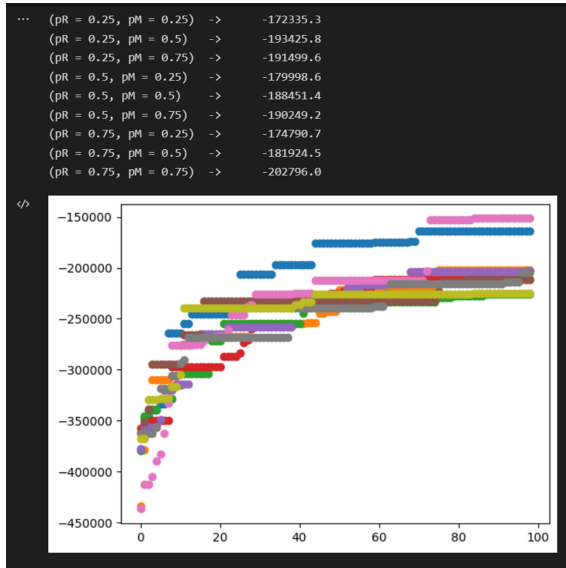 ... (pR = 0.25, pM = 0.25) -> -172335.3
(pR = 0.25, pM = 0.5) -> -193425.8
(pR = 0.25, pM = 0.75) -> -191499.6
(pR = 0.5, pM = 0.25) -> -179998.6
(pR = 0.5, pM = 0.5) -> -188451.4
(pR = 0.5, pM = 0.75) -> -190249.2
(pR = 0.75, pM = 0.25) -> -174790.7
(pR = 0.75, pM = 0.5) -> -181924.5
(pR = 0.75, pM = 0.75) -> -202796.0
</>
−150000
−200000
−250000
−300000
−350000
−400000
−450000
0 20 40 60 80 100